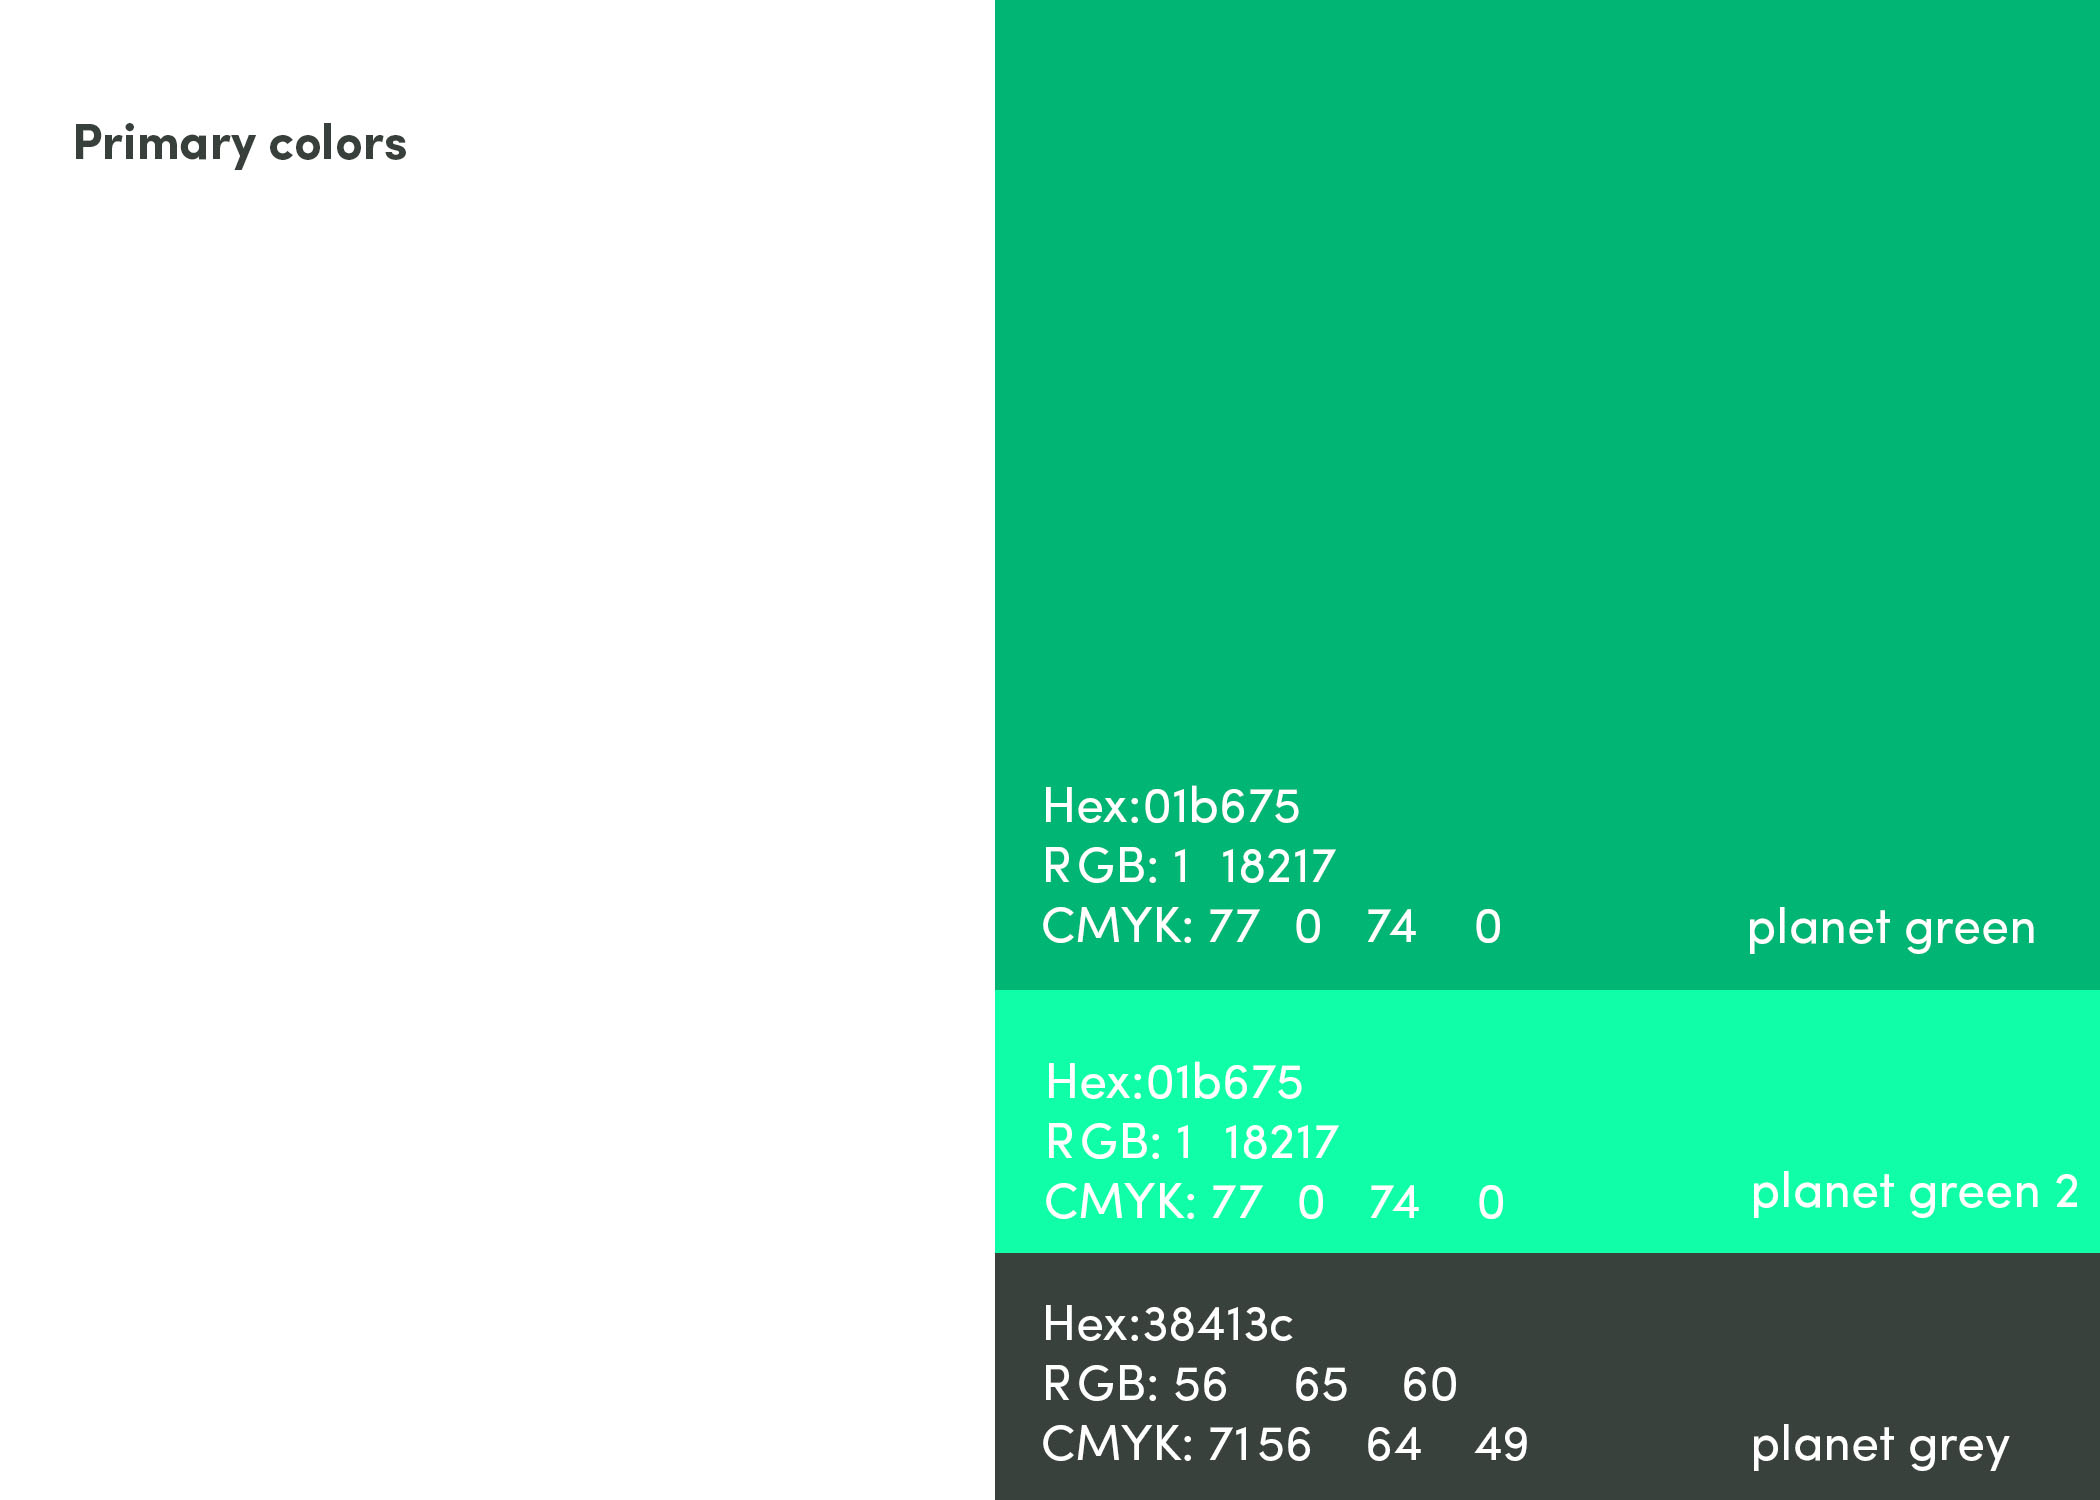 Primary colors
Hex:01b675
RGB: 1 18217
CMYK: 77 0 74 0
planet green
Hex:01b675
RGB: 1 18217
CMYK: 77 0 74 0
planet green 2
Hex:38413c
RGB: 56 65 60
CMYK: 7156 64 49
planet grey